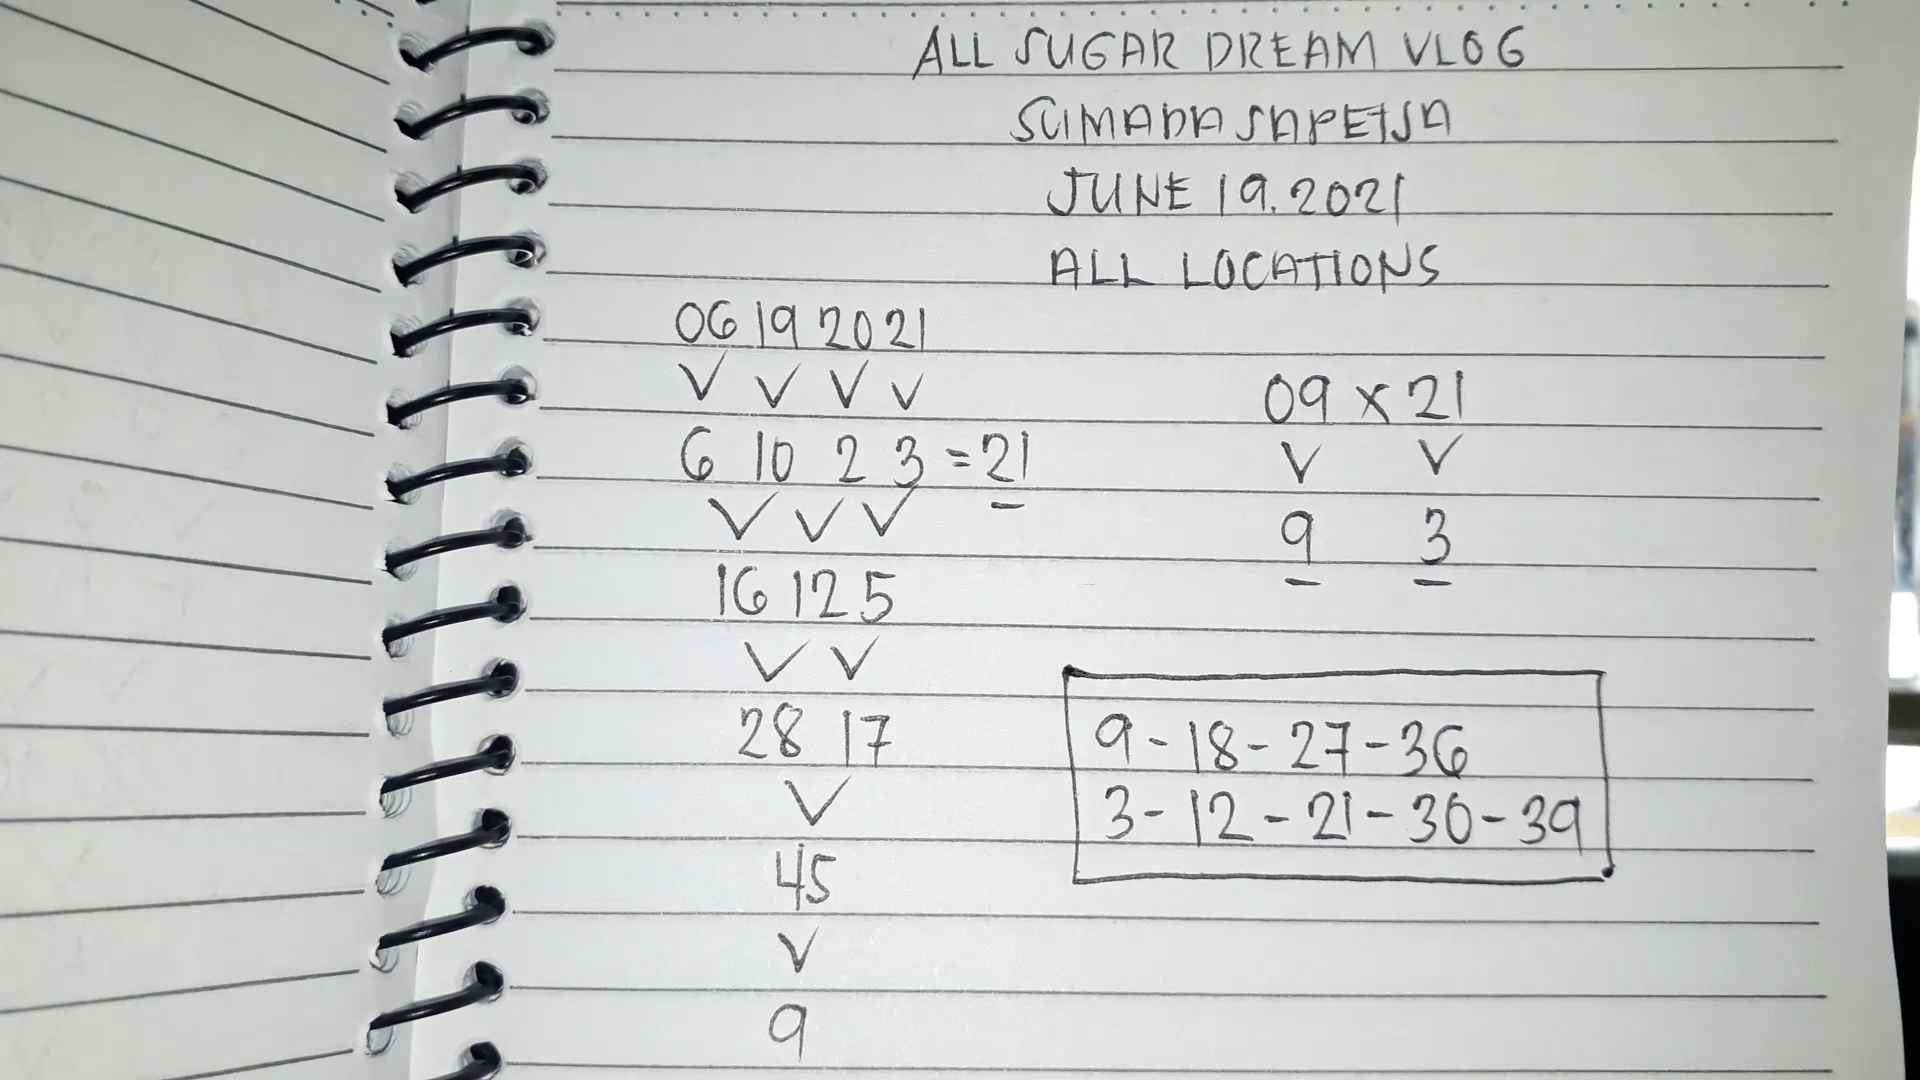 ALL SUGAR DREAM VLOG
SUMADA SAPETSA
JUNE 19.2021
ALL LOCATIONS
06 19 20 21
V V V V
6 10 2 3 = 21
V V V
16 12 5
V V
28 17
V
45
V
9
09 x 21
V V
9 3
9-18-27-36
3-12-21-30-39